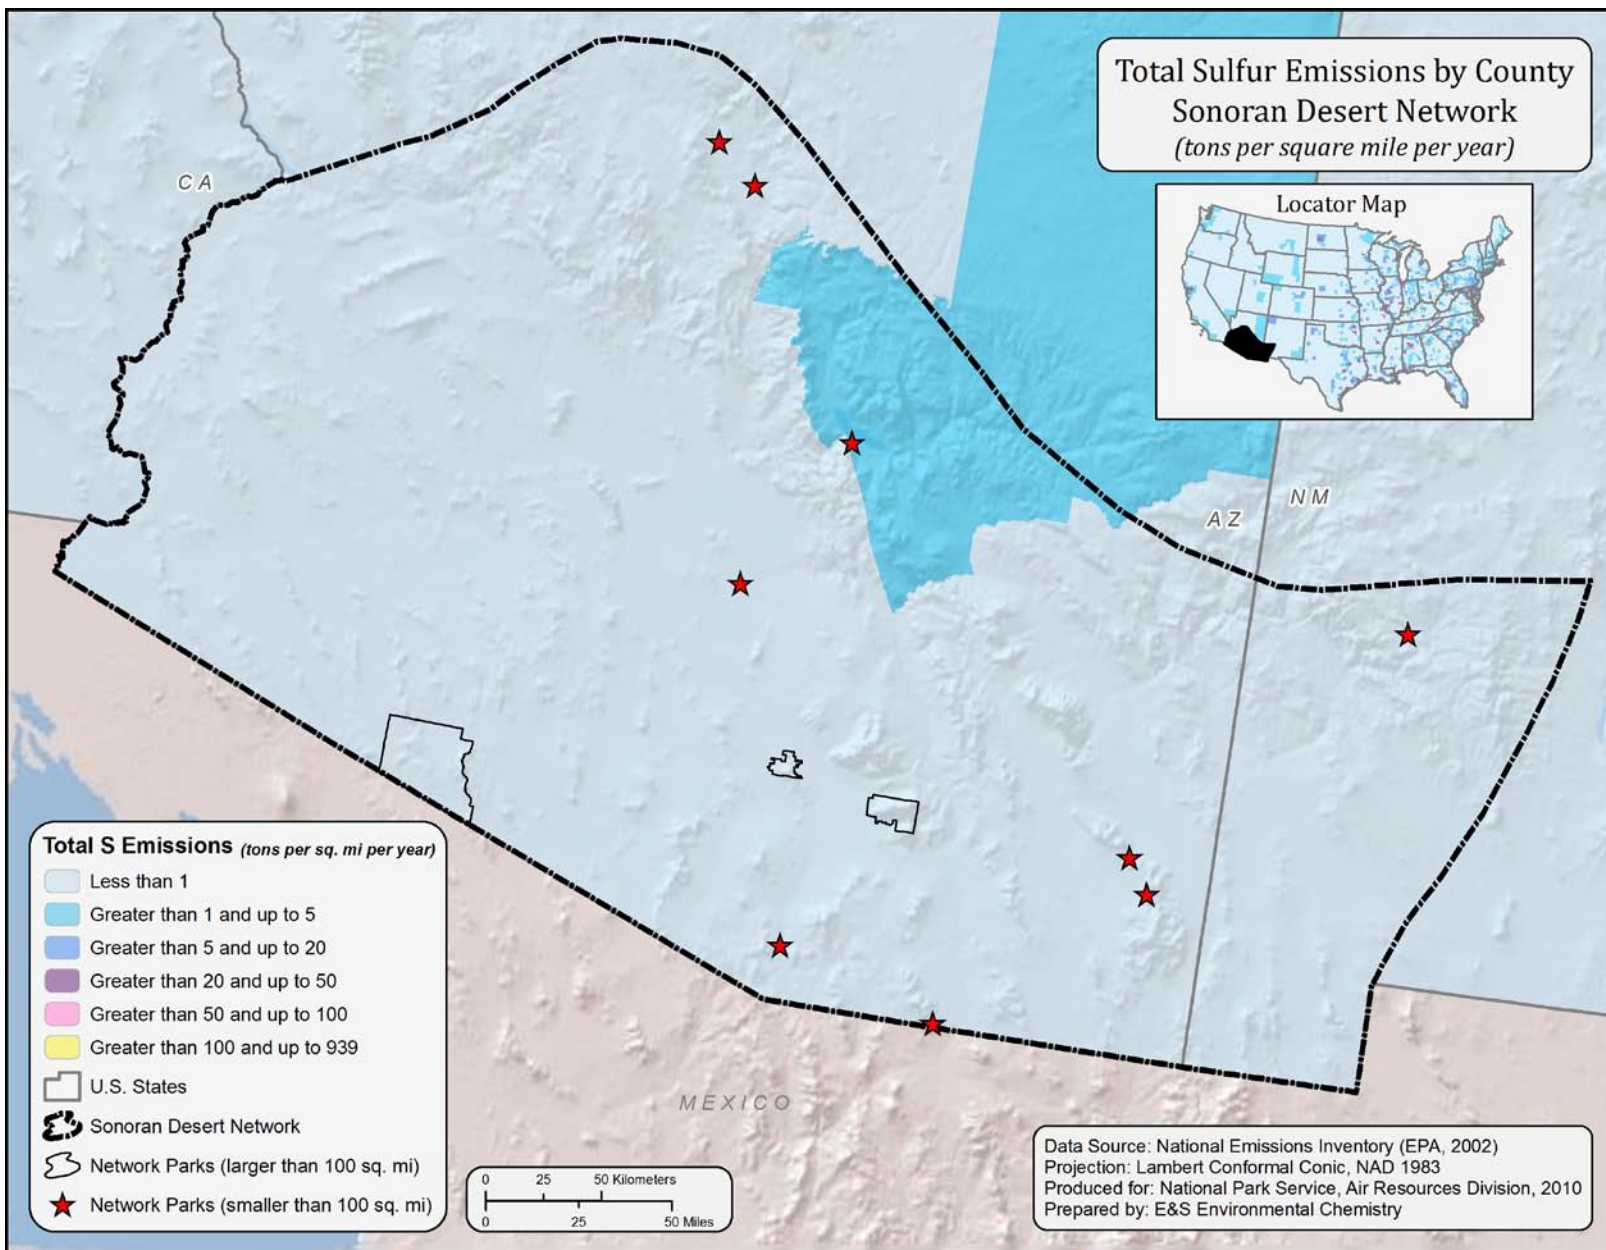 Total Sulfur Emissions by County
Sonoran Desert Network
(tons per square mile per year)
Locator Map
CA
AZ
NM
MEXICO
Total S Emissions (tons per sq. mi per year)
Less than 1
Greater than 1 and up to 5
Greater than 5 and up to 20
Greater than 20 and up to 50
Greater than 50 and up to 100
Greater than 100 and up to 939
U.S. States
Sonoran Desert Network
Network Parks (larger than 100 sq. mi)
Network Parks (smaller than 100 sq. mi)
0 25 50 Kilometers
0 25 50 Miles
Data Source: National Emissions Inventory (EPA, 2002)
Projection: Lambert Conformal Conic, NAD 1983
Produced for: National Park Service, Air Resources Division, 2010
Prepared by: E&S Environmental Chemistry